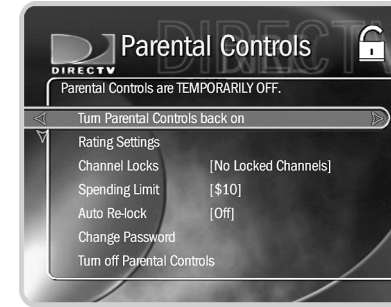 DIRECTV
Parental Controls
DIRECTV
Parental Controls are TEMPORARILY OFF.
Turn Parental Controls back on
Rating Settings
Channel Locks [No Locked Channels]
Spending Limit [$10]
Auto Re-lock [Off]
Change Password
Turn off Parental Controls